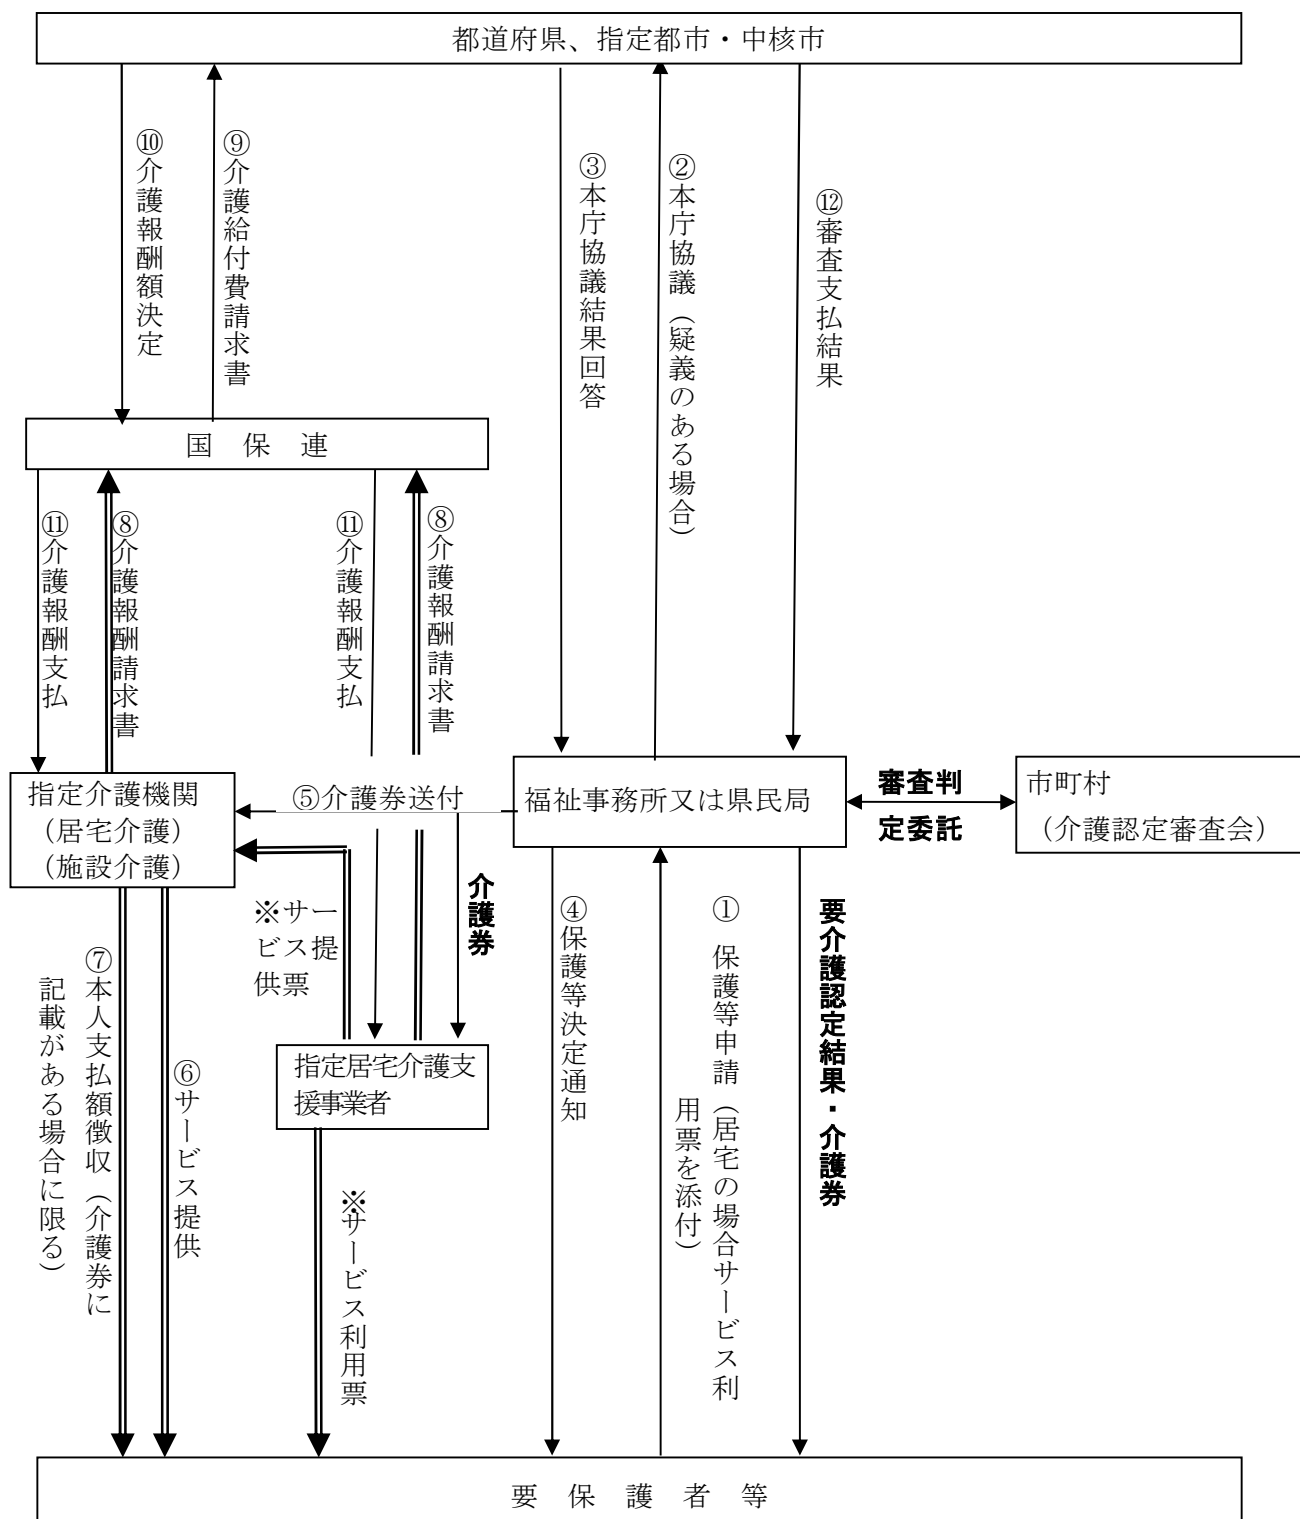 都道府県、指定都市・中核市
⑩介護報酬額決定
⑨介護給付費請求書
③本庁協議結果回答
②本庁協議（疑義のある場合）
⑫審査支払結果
国　保　連
⑪介護報酬支払
⑧介護報酬請求書
⑪介護報酬支払
⑧介護報酬請求書
指定介護機関
（居宅介護）
（施設介護）
⑤介護券送付
福祉事務所又は県民局
審査判
定委託
市町村
（介護認定審査会）
※サー
ビス提
供票
介護券
指定居宅介護支
援事業者
⑦本人支払額徴収（介護券に
記載がある場合に限る）
⑥サービス提供
※サービス利用票
④保護等決定通知
①　保護等申請（居宅の場合サービス利
用票を添付）
要介護認定結果・介護券
要　保　護　者　等